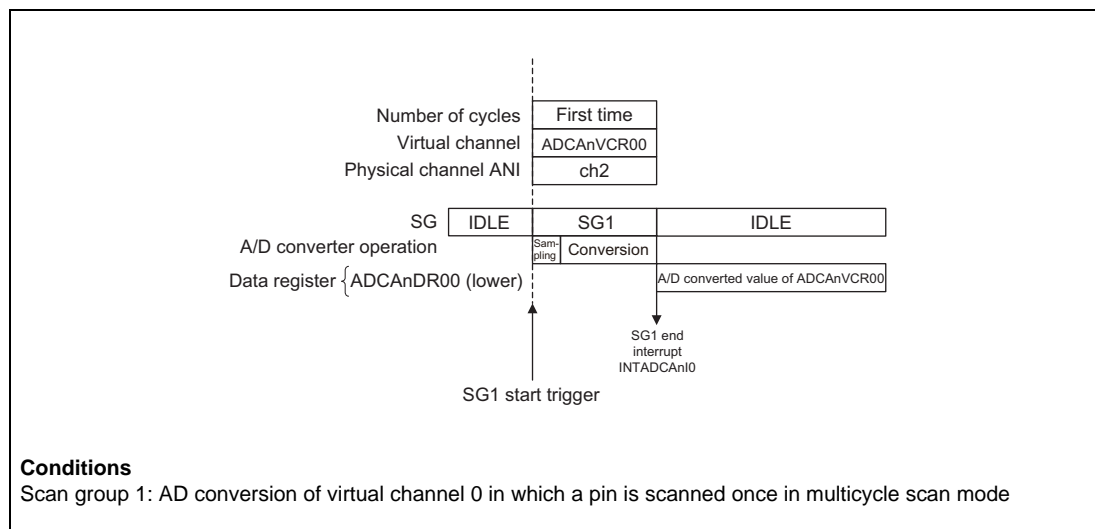 Number of cycles First time
Virtual channel ADCAnVCR00
Physical channel ANI ch2
SG IDLE SG1 IDLE
A/D converter operation Sam-
pling Conversion
Data register { ADCAnDR00 (lower) A/D converted value of ADCAnVCR00
SG1 end
interrupt
INTADCAnI0
SG1 start trigger
Conditions
Scan group 1: AD conversion of virtual channel 0 in which a pin is scanned once in multicycle scan mode